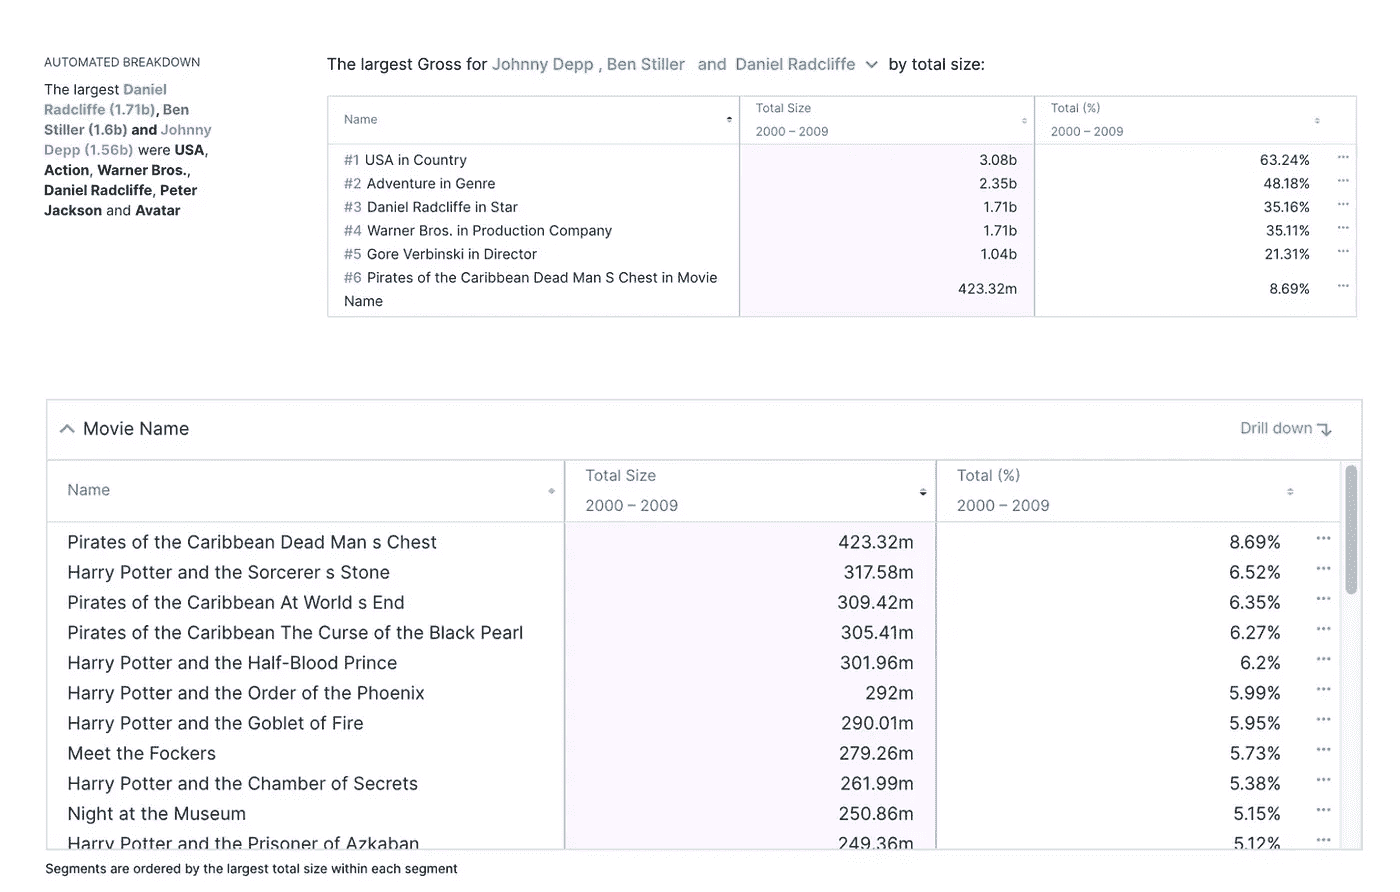 AUTOMATED BREAKDOWN
The largest Daniel
Radcliffe (1.71b), Ben
Stiller (1.6b) and Johnny
Depp (1.56b) were USA,
Action, Warner Bros.,
Daniel Radcliffe, Peter
Jackson and Avatar
The largest Gross for Johnny Depp , Ben Stiller and Daniel Radcliffe by total size:
Name
Total Size
2000 – 2009
Total (%)
2000 – 2009
#1 USA in Country 3.08b 63.24% ...
#2 Adventure in Genre 2.35b 48.18% ...
#3 Daniel Radcliffe in Star 1.71b 35.16% ...
#4 Warner Bros. in Production Company 1.71b 35.11% ...
#5 Gore Verbinski in Director 1.04b 21.31% ...
#6 Pirates of the Caribbean Dead Man S Chest in Movie
Name 423.32m 8.69% ...
Movie Name Drill down
Name
Total Size
2000 – 2009
Total (%)
2000 – 2009
Pirates of the Caribbean Dead Man s Chest 423.32m 8.69% ...
Harry Potter and the Sorcerer s Stone 317.58m 6.52% ...
Pirates of the Caribbean At World s End 309.42m 6.35% ...
Pirates of the Caribbean The Curse of the Black Pearl 305.41m 6.27% ...
Harry Potter and the Half-Blood Prince 301.96m 6.2% ...
Harry Potter and the Order of the Phoenix 292m 5.99% ...
Harry Potter and the Goblet of Fire 290.01m 5.95% ...
Meet the Fockers 279.26m 5.73% ...
Harry Potter and the Chamber of Secrets 261.99m 5.38% ...
Night at the Museum 250.86m 5.15% ...
Harry Potter and the Prisoner of Azkaban 249.36m 5.12% ...
Segments are ordered by the largest total size within each segment